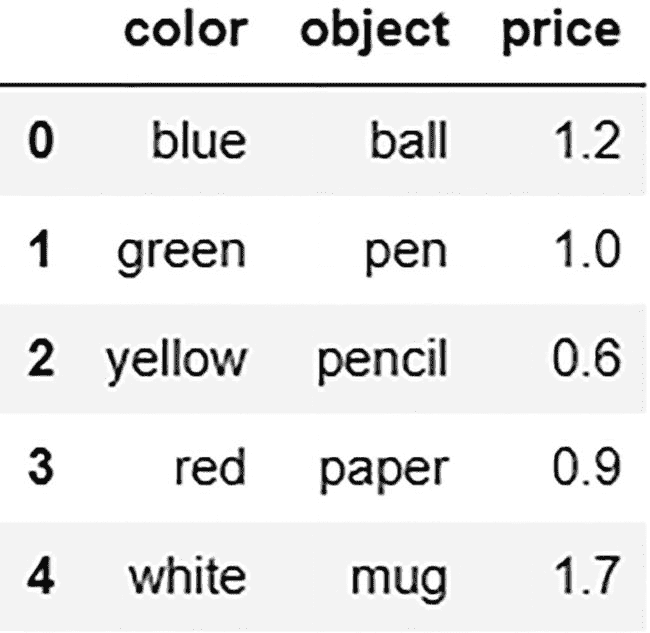 color object price
0 blue ball 1.2
1 green pen 1.0
2 yellow pencil 0.6
3 red paper 0.9
4 white mug 1.7